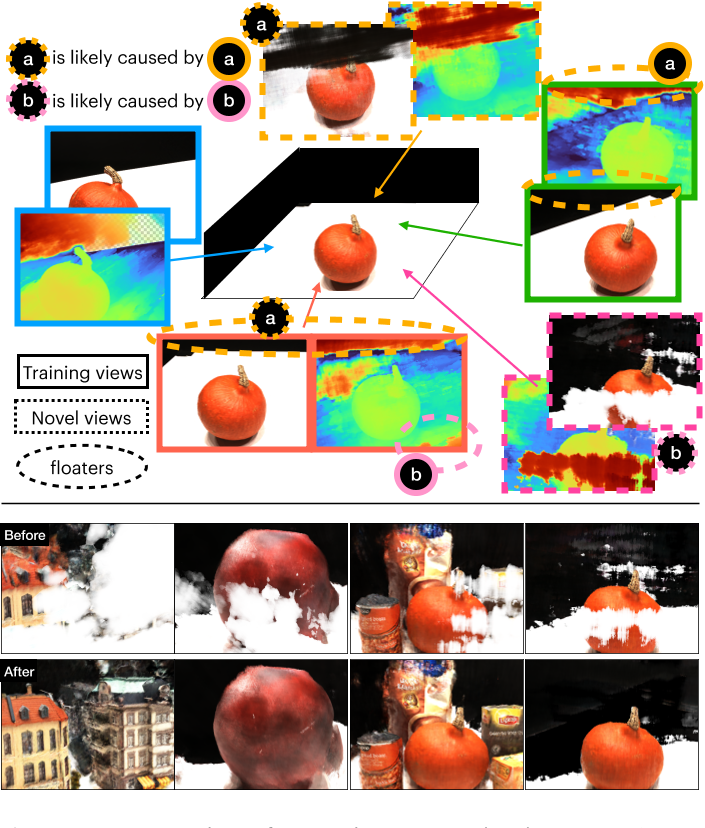 a
a is likely caused by a
a
b is likely caused by b
a
Training views
Novel views
floaters
b
b
Before
After